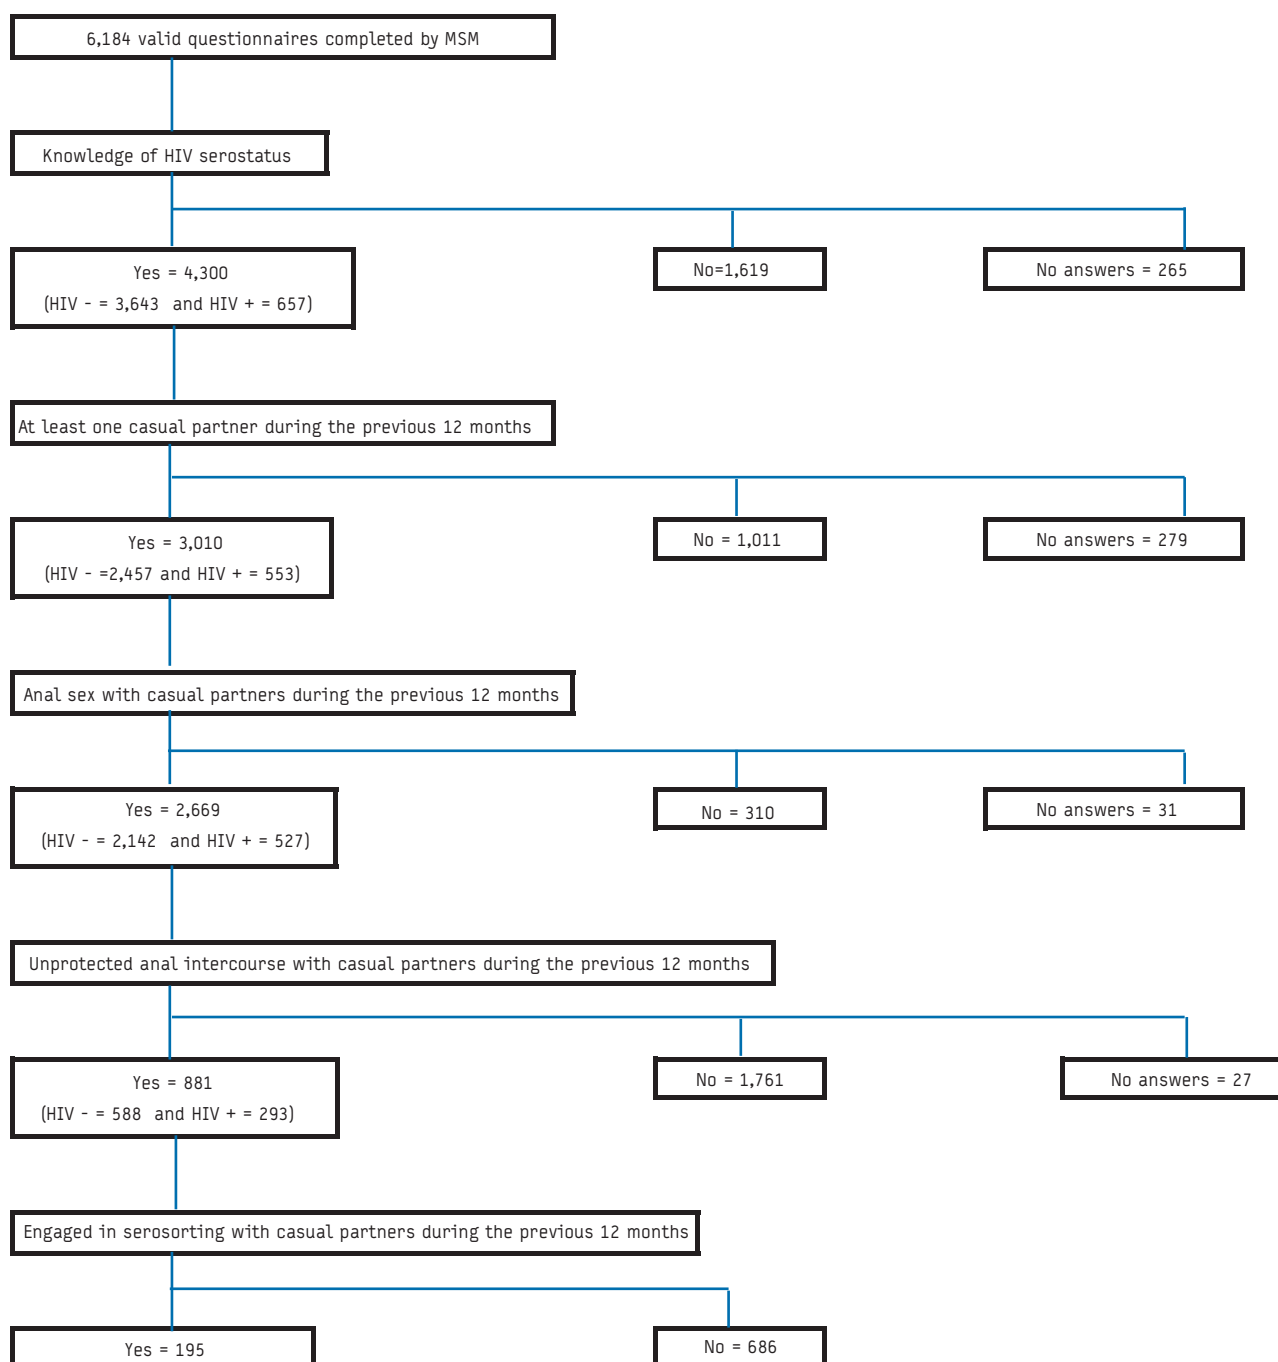 6,184 valid questionnaires completed by MSM
Knowledge of HIV serostatus
Yes = 4,300
(HIV - = 3,643 and HIV + = 657)
No=1,619
No answers = 265
At least one casual partner during the previous 12 months
Yes = 3,010
(HIV - =2,457 and HIV + = 553)
No = 1,011
No answers = 279
Anal sex with casual partners during the previous 12 months
Yes = 2,669
(HIV - = 2,142 and HIV + = 527)
No = 310
No answers = 31
Unprotected anal intercourse with casual partners during the previous 12 months
Yes = 881
(HIV - = 588 and HIV + = 293)
No = 1,761
No answers = 27
Engaged in serosorting with casual partners during the previous 12 months
Yes = 195
No = 686